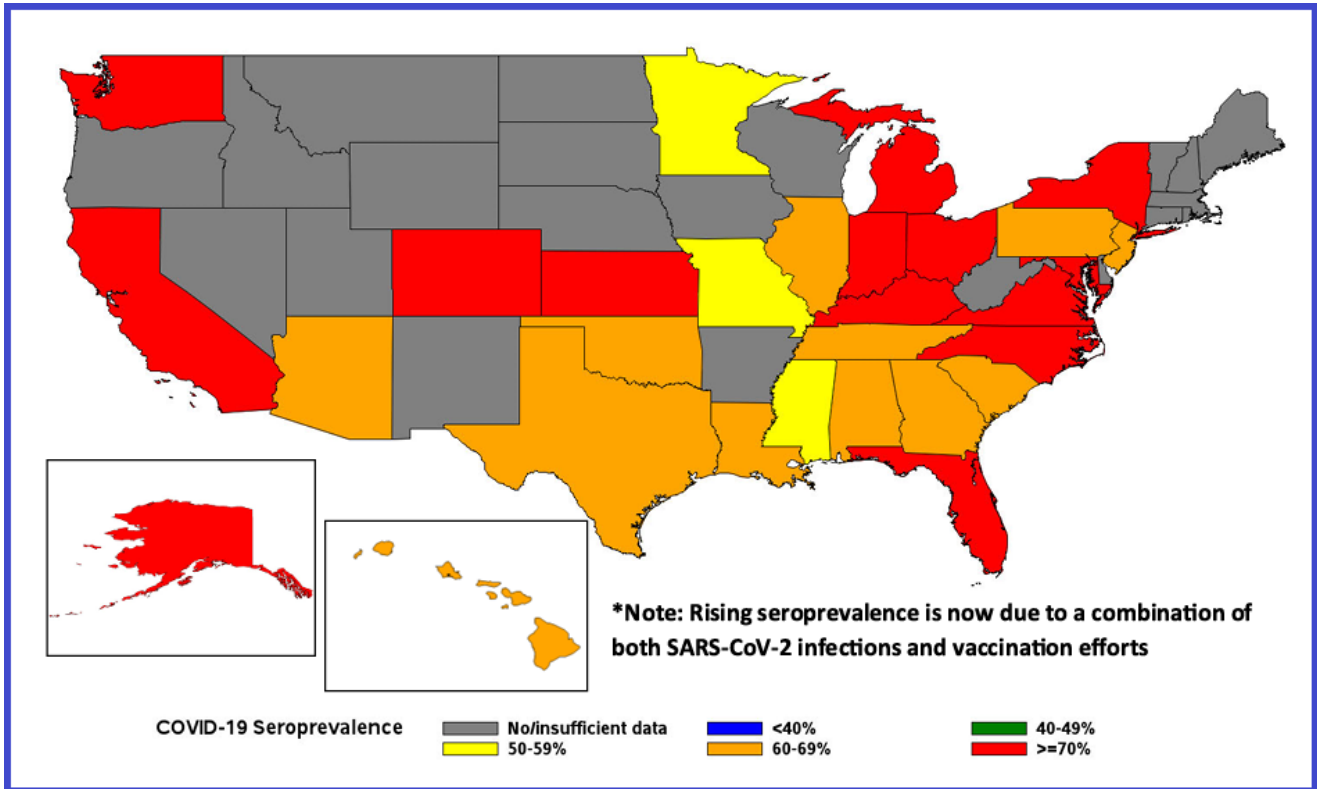 *Note: Rising seroprevalence is now due to a combination of
both SARS-CoV-2 infections and vaccination efforts
COVID-19 Seroprevalence
No/insufficient data
<40%
40-49%
50-59%
60-69%
>=70%